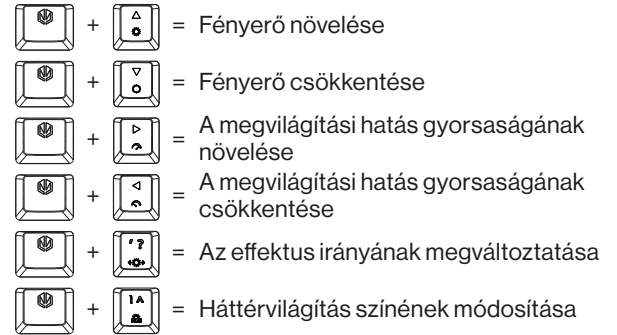 + △ = Fényerő növelése
+ ▽ = Fényerő csökkentése
+ ▷ = A megvilágítási hatás gyorsaságának
növelése
+ ◁ = A megvilágítási hatás gyorsaságának
csökkentése
+ ' ? = Az effektus irányának megváltoztatása
+ 1 A = Háttérvilágítás színének módosítása